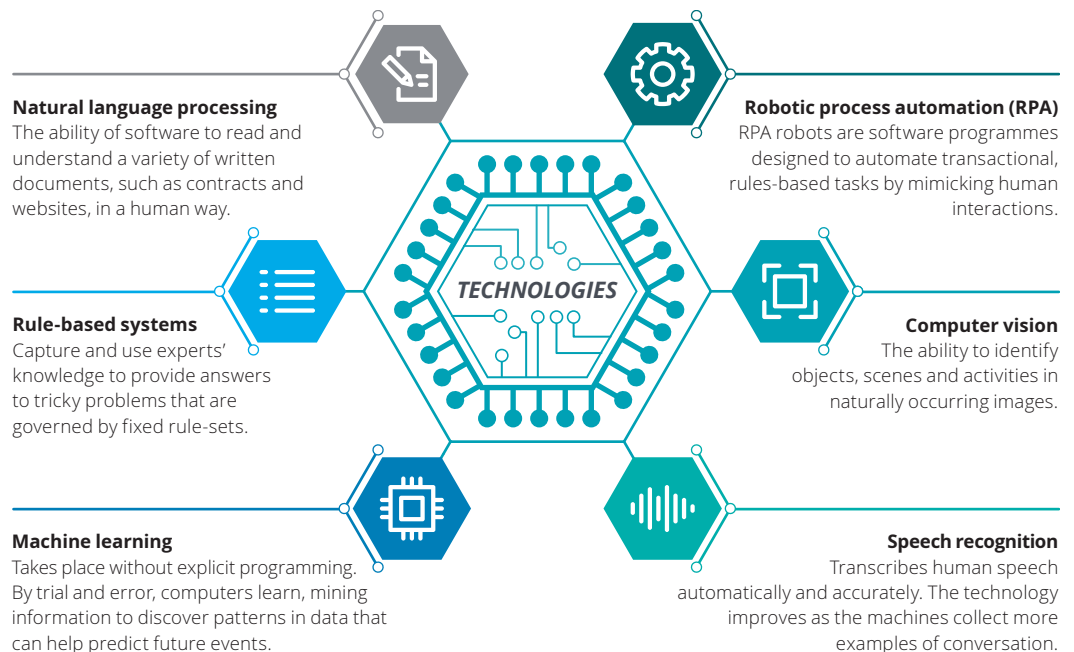 Natural language processing
The ability of software to read and
understand a variety of written
documents, such as contracts and
websites, in a human way.
Robotic process automation (RPA)
RPA robots are software programmes
designed to automate transactional,
rules-based tasks by mimicking human
interactions.
TECHNOLOGIES
Rule-based systems
Capture and use experts’
knowledge to provide answers
to tricky problems that are
governed by fixed rule-sets.
Computer vision
The ability to identify
objects, scenes and activities in
naturally occurring images.
Machine learning
Takes place without explicit programming.
By trial and error, computers learn, mining
information to discover patterns in data that
can help predict future events.
Speech recognition
Transcribes human speech
automatically and accurately. The technology
improves as the machines collect more
examples of conversation.